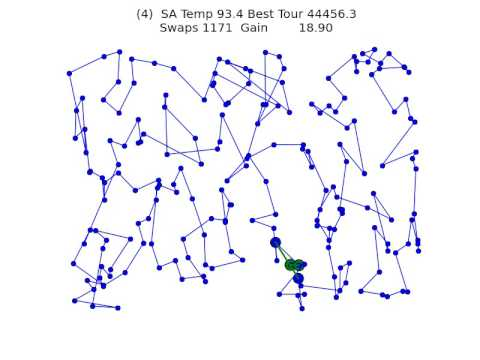 (4) SA Temp 93.4 Best Tour 44456.3
Swaps 1171 Gain 18.90